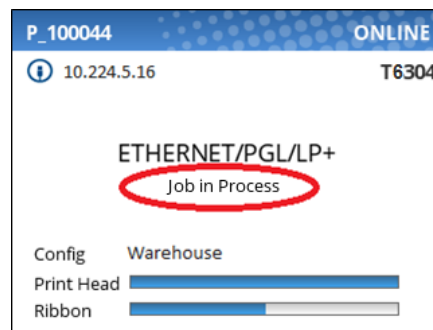 P_100044 ONLINE
10.224.5.16 T6304
ETHERNET/PGL/LP+
Job in Process
Config Warehouse
Print Head
Ribbon